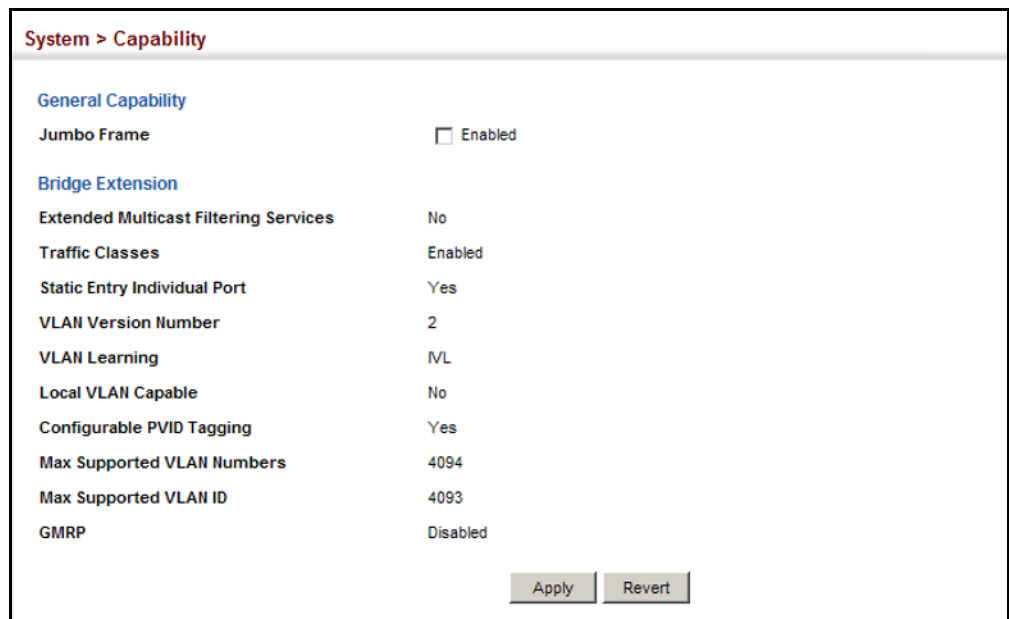 System > Capability
General Capability
Jumbo Frame Enabled
Bridge Extension
Extended Multicast Filtering Services No
Traffic Classes Enabled
Static Entry Individual Port Yes
VLAN Version Number 2
VLAN Learning IVL
Local VLAN Capable No
Configurable PVID Tagging Yes
Max Supported VLAN Numbers 4094
Max Supported VLAN ID 4093
GMRP Disabled
Apply Revert